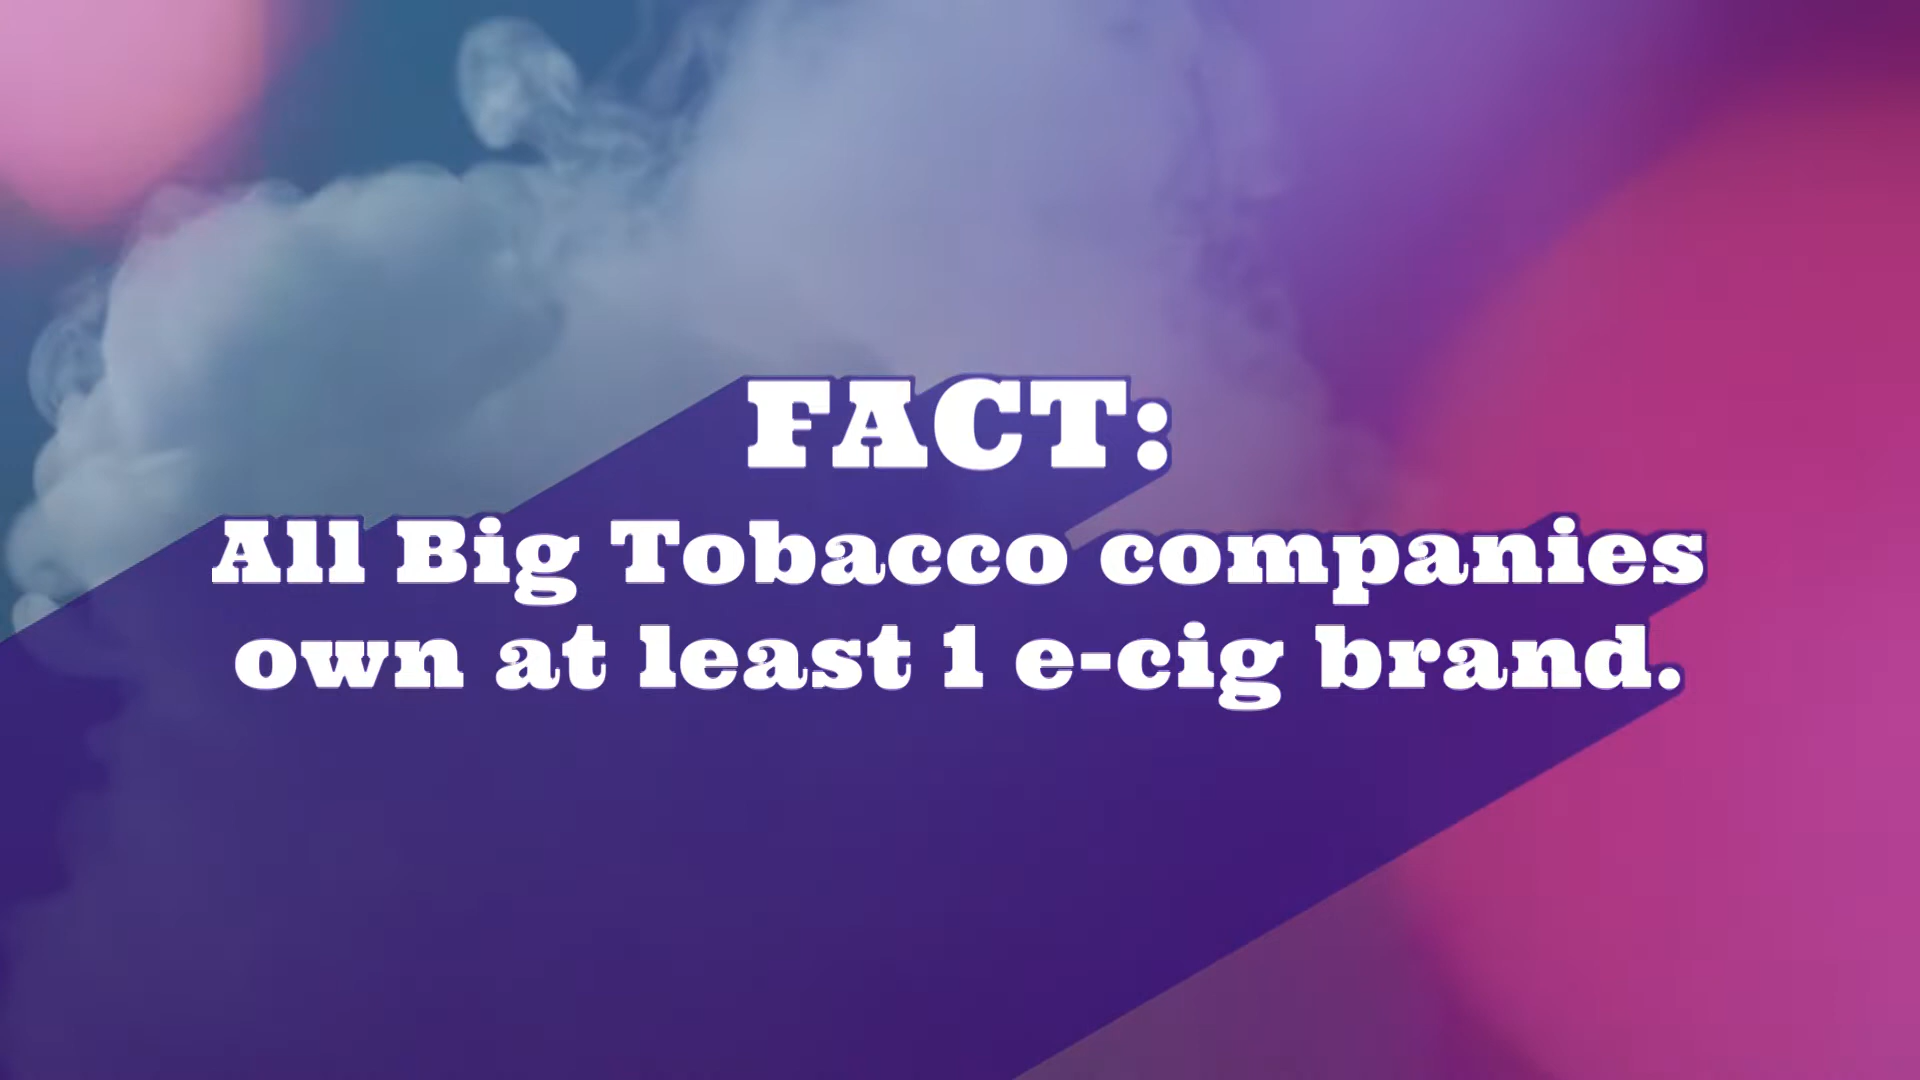 FACT:
All Big Tobacco companies
own at least 1 e-cig brand.